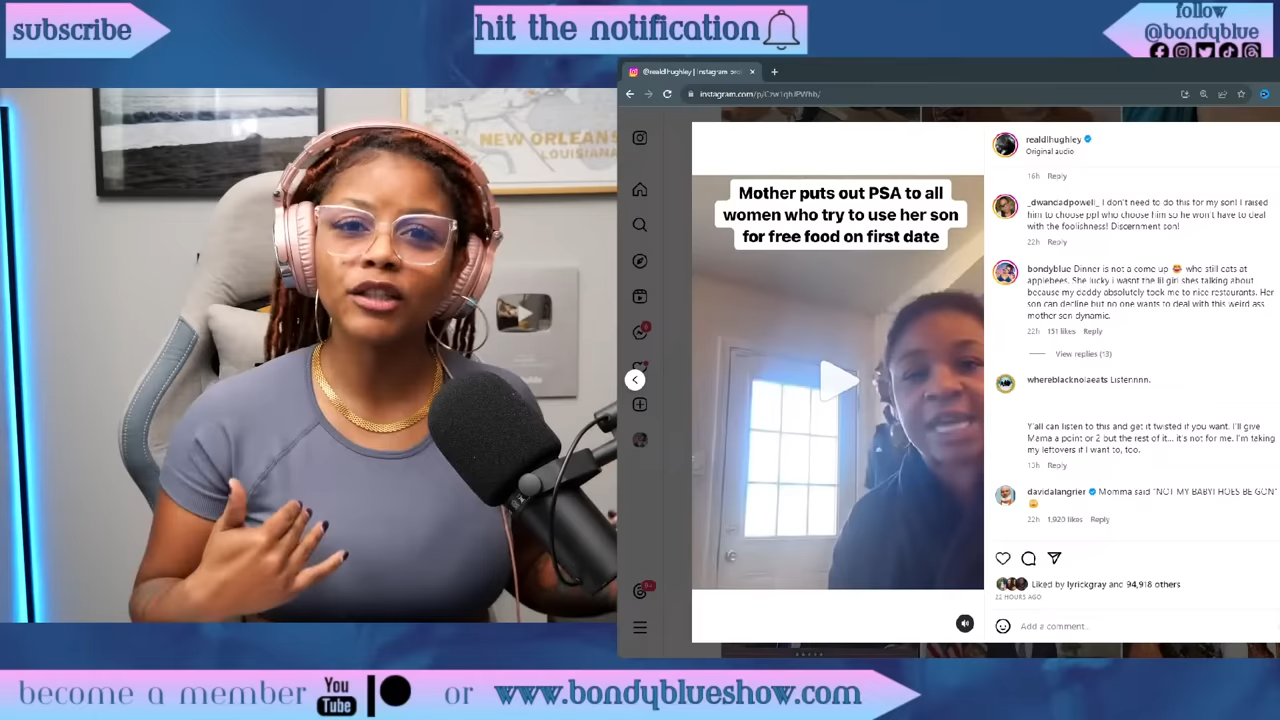 subscribe
hit the notification
follow
@bondyblue
NEW ORLEANS
LOUISIANA
@realdlhughley | Instagram
instagram.com/p/
Mother puts out PSA to all
women who try to use her son
for free food on first date
realdlhughley
Original audio
16h Reply
_dwancadpowell_ I don't need to do this for my son! I raised
him to choose ppl who choose him so he won't have to deal
with the foolishness! Discernment son!
22h Reply
bondyblue Dinner is not a come up 🤣 who still eats at
applebees. She lucky I wasnt the lil girl shes talking about
because my daddy absolutely took me to nice restaurants. Her
son can decline but no one wants to deal with this weird ass
mother son dynamic.
22h 151 likes Reply
View replies (13)
whereblacknolaeats Listennnn.
Y'all can listen to this and get it twisted if you want. I'll give
Mama a point or 2 but the rest of it... it's not for me. I'm taking
my leftovers if I want to, too.
13h Reply
davidalangrier Momma said "NOT MY BABY! HOES BE GON"
😩
22h 1,920 likes Reply
Liked by lyrickgray and 94,918 others
22 HOURS AGO
Add a comment...
9+
become a member You Tube or www.bondyblueshow.com